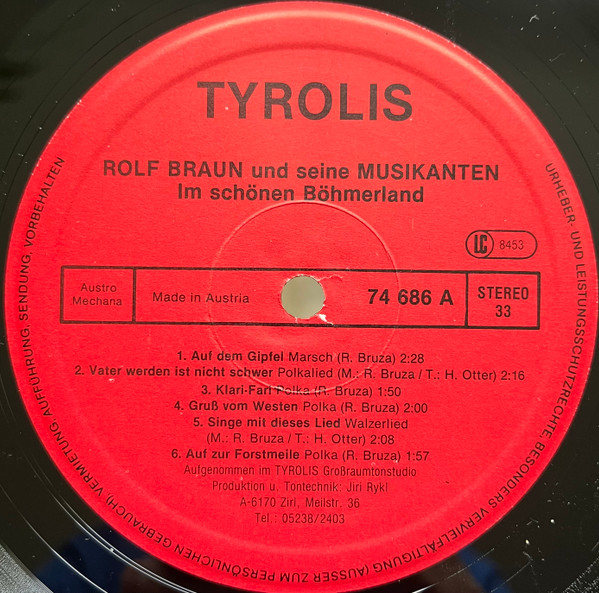 TYROLIS
ROLF BRAUN und seine MUSIKANTEN
Im schönen Böhmerland
LC 8453
Austro
Mechana
Made in Austria
74 686 A
STEREO
33
1. Auf dem Gipfel Marsch (R. Bruza) 2:28
2. Vater werden ist nicht schwer Polkalied (M.: R. Bruza / T.: H. Otter) 2:16
3. Klari-Fari Polka (R. Bruza) 1:50
4. Gruß vom Westen Polka (R. Bruza) 2:00
5. Singe mit dieses Lied Walzerlied
(M.: R. Bruza / T.: H. Otter) 2:08
6. Auf zur Forstmeile Polka (R. Bruza) 1:57
Aufgenommen im TYROLIS Großraumtonstudio
Produktion u. Tontechnik: Jiri Rykl
A-6170 Zirl, Meilstr. 36
Tel.: 05238/2403
URHEBER- UND LEISTUNGSSCHUTZRECHTE, BESONDERS VERVIELFÄLTIGUNG (AUSSER ZUM PERSÖNLICHEN GEBRAUCH), VERMIETUNG, AUFFÜHRUNG, SENDUNG, VORBEHALTEN